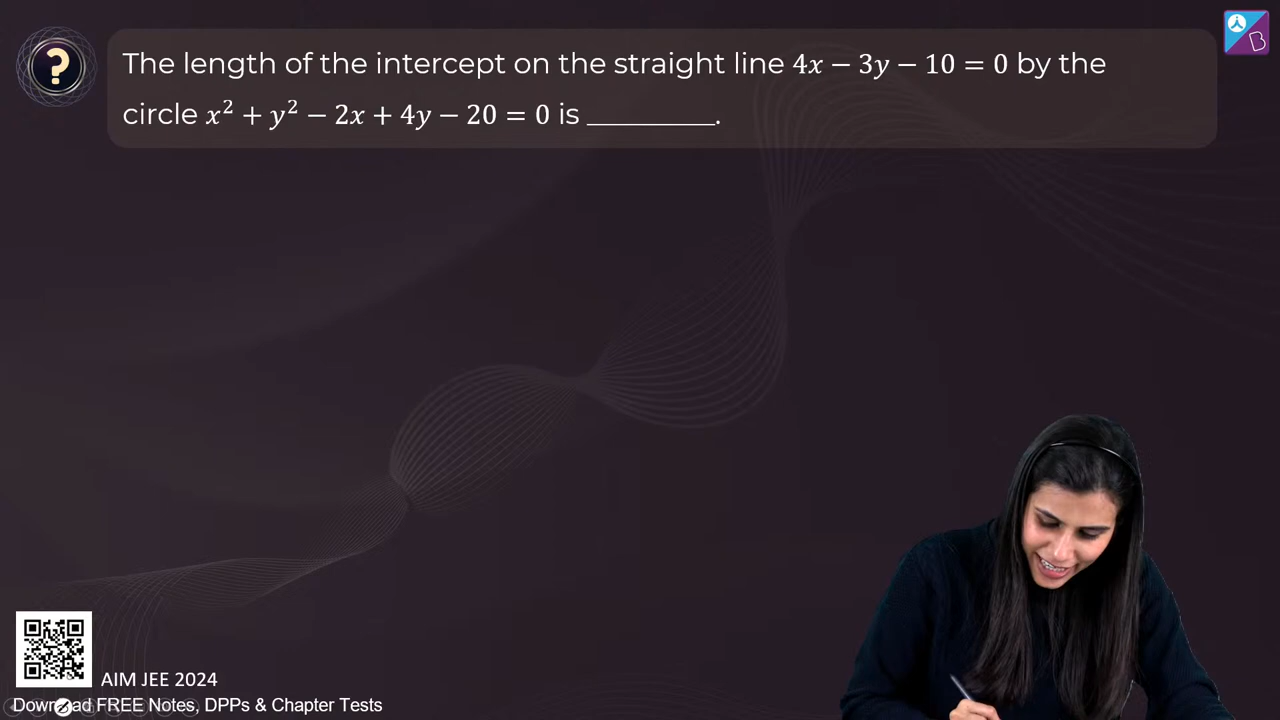 ?
The length of the intercept on the straight line 4x − 3y − 10 = 0 by the
circle x² + y² − 2x + 4y − 20 = 0 is _________.
B
AIM JEE 2024
Download FREE Notes, DPPs & Chapter Tests